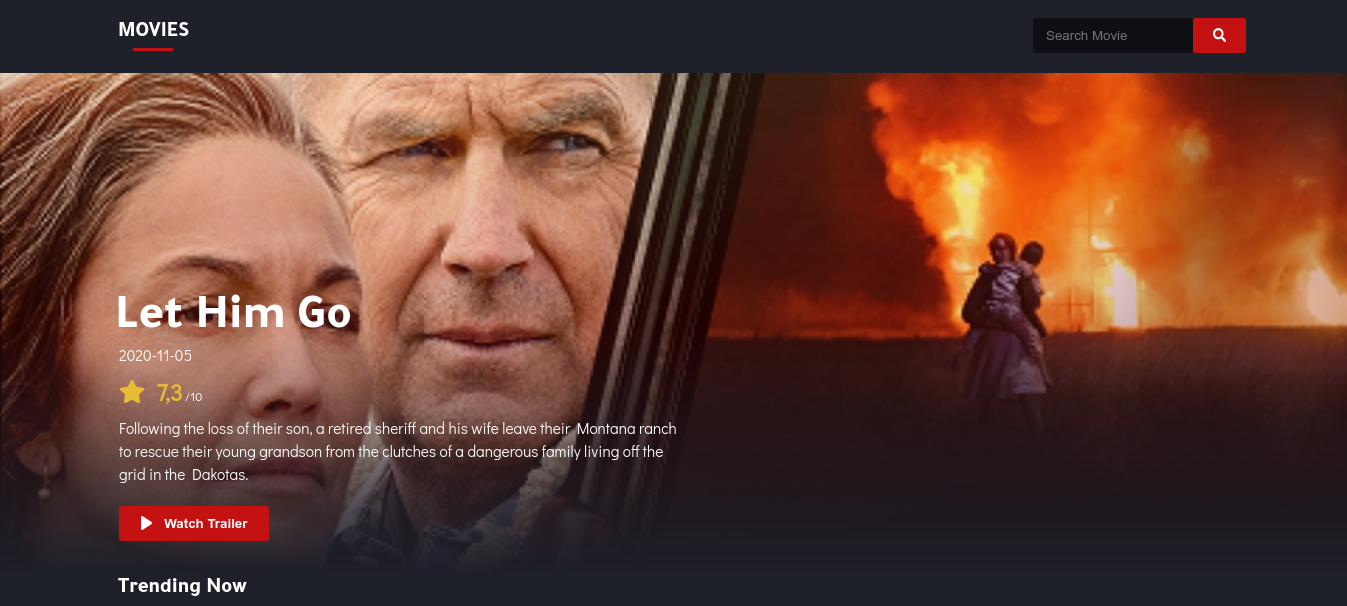 MOVIES
Search Movie
Let Him Go
2020-11-05
7,3 /10
Following the loss of their son, a retired sheriff and his wife leave their Montana ranch
to rescue their young grandson from the clutches of a dangerous family living off the
grid in the Dakotas.
Watch Trailer
Trending Now